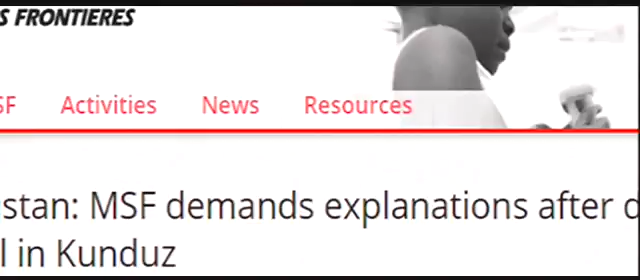 S FRONTIERES
SF Activities News Resources
stan: MSF demands explanations after d
l in Kunduz